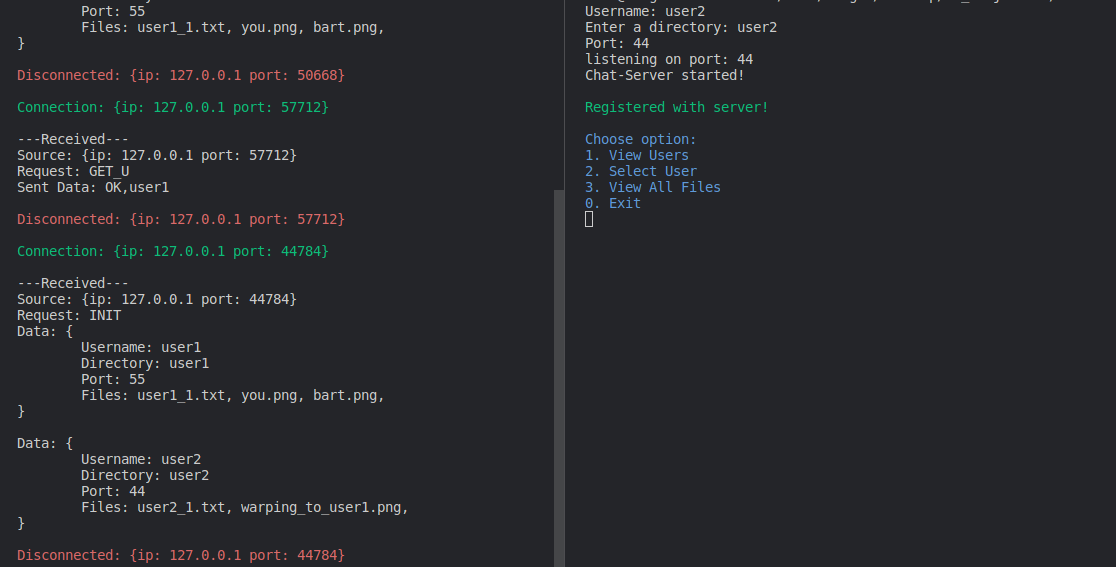 Port: 55
Files: user1_1.txt, you.png, bart.png,
}
Disconnected: {ip: 127.0.0.1 port: 50668}
Connection: {ip: 127.0.0.1 port: 57712}
---Received---
Source: {ip: 127.0.0.1 port: 57712}
Request: GET_U
Sent Data: OK,user1
Disconnected: {ip: 127.0.0.1 port: 57712}
Connection: {ip: 127.0.0.1 port: 44784}
---Received---
Source: {ip: 127.0.0.1 port: 44784}
Request: INIT
Data: {
Username: user1
Directory: user1
Port: 55
Files: user1_1.txt, you.png, bart.png,
}
Data: {
Username: user2
Directory: user2
Port: 44
Files: user2_1.txt, warping_to_user1.png,
}
Disconnected: {ip: 127.0.0.1 port: 44784}
Username: user2
Enter a directory: user2
Port: 44
listening on port: 44
Chat-Server started!
Registered with server!
Choose option:
1. View Users
2. Select User
3. View All Files
0. Exit